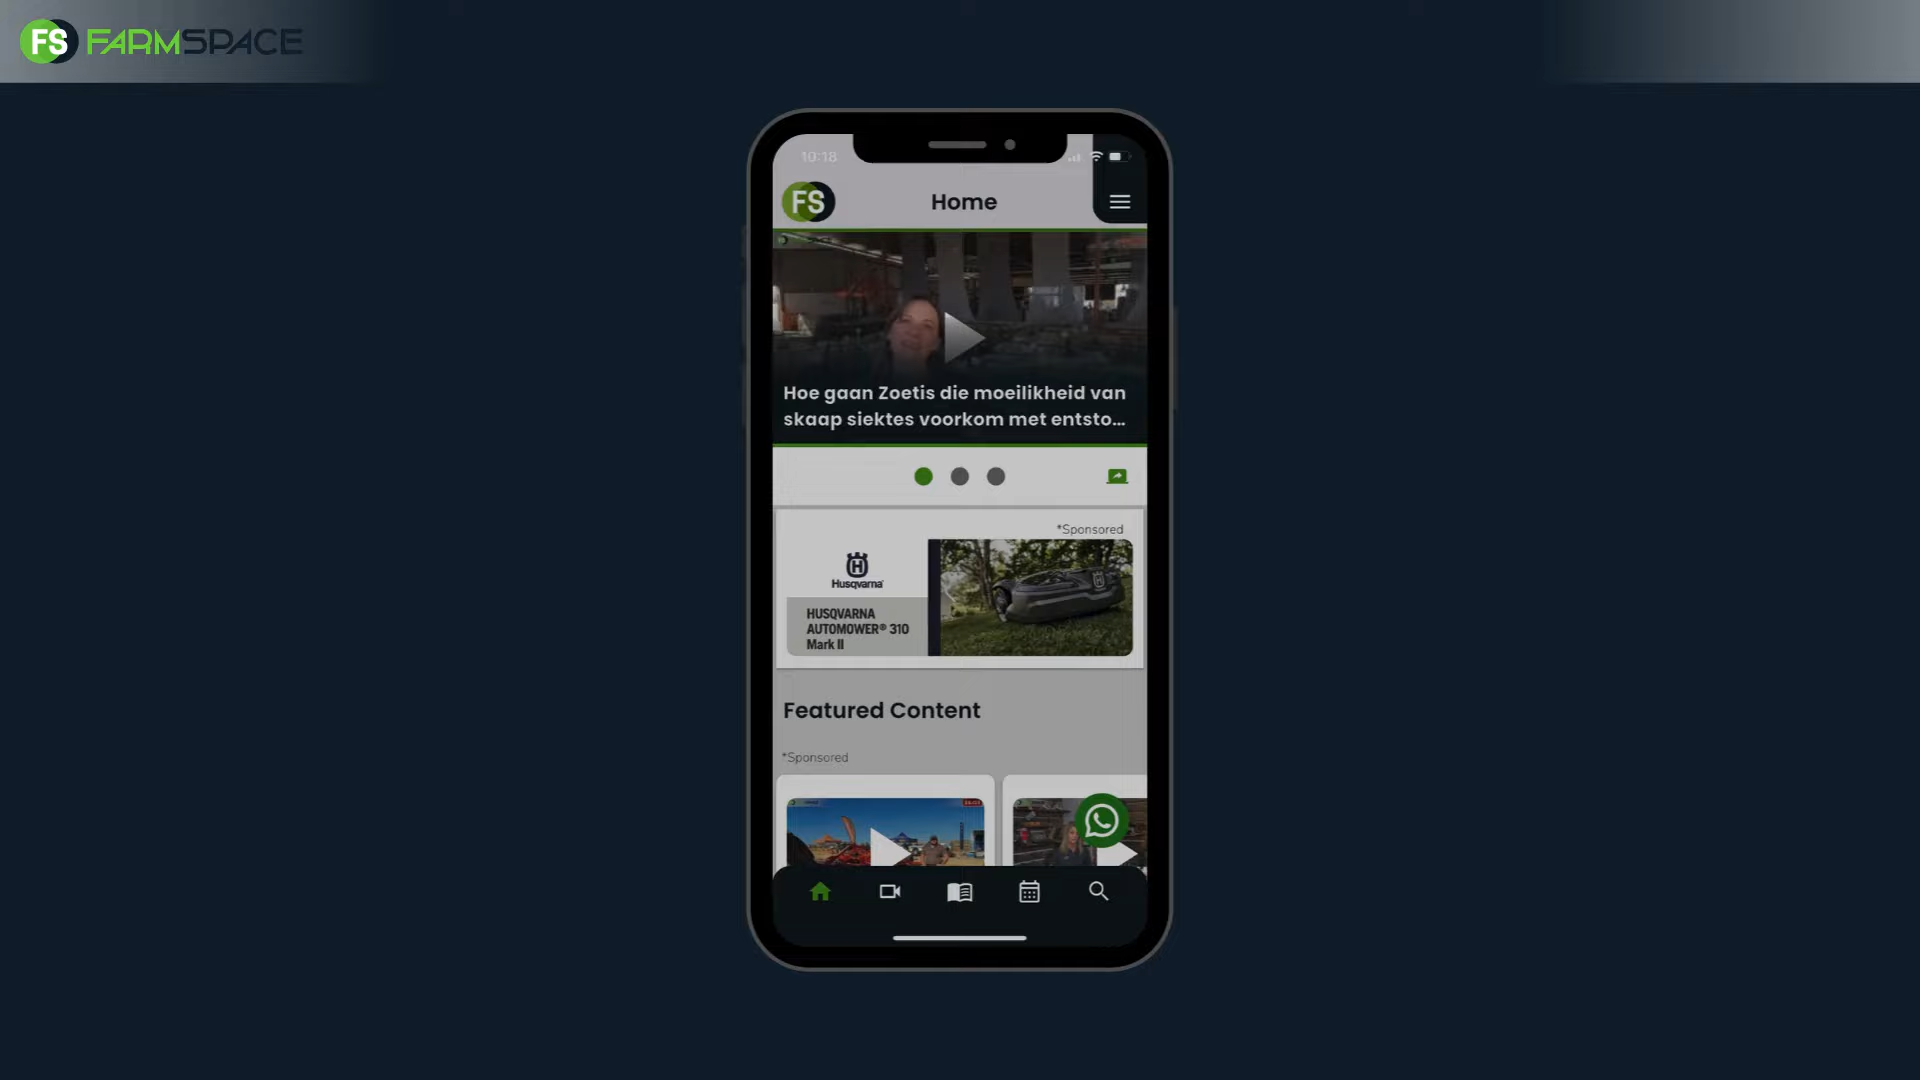 FS FARMSPACE
10:18
FS
Home
Hoe gaan Zoetis die moeilikheid van
skaap siektes voorkom met entsto...
*Sponsored
H
Husqvarna
HUSQVARNA
AUTOMOWER® 310
Mark II
Featured Content
*Sponsored